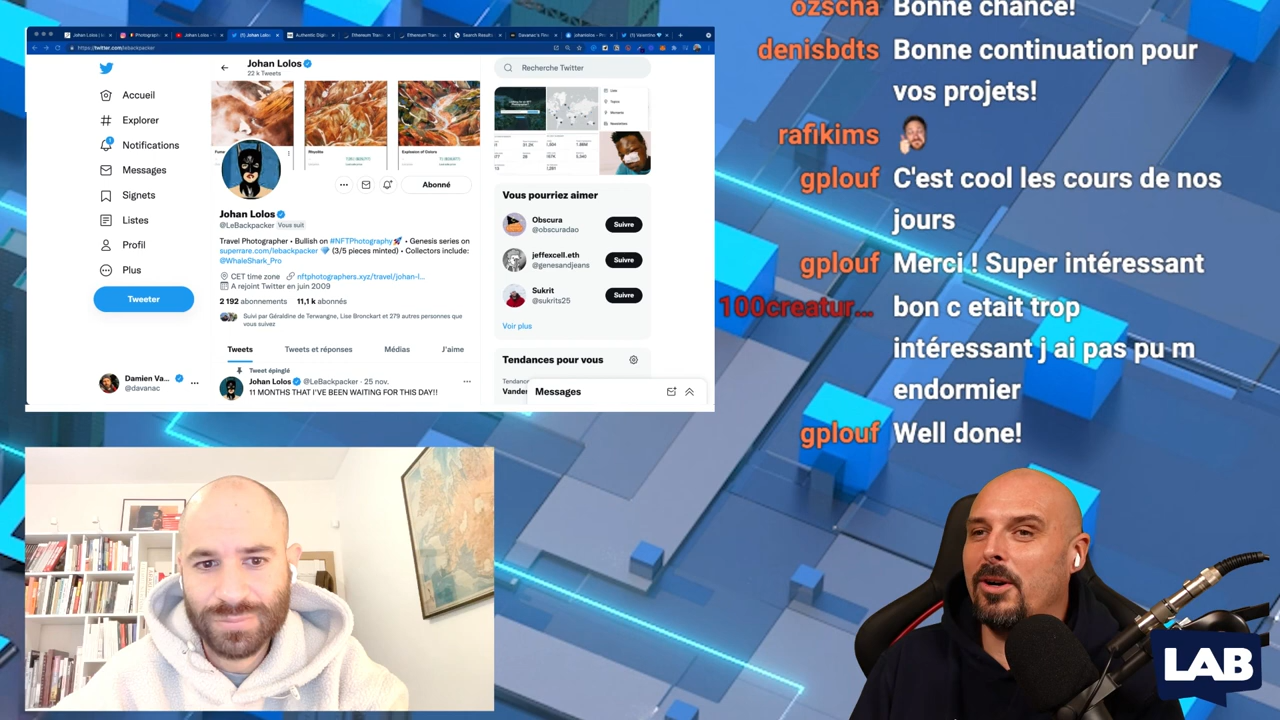 Johan Lolos
22 k Tweets
https://twitter.com/lebackpacker
Recherche Twitter
Accueil
Explorer
Notifications
Messages
Signets
Listes
Profil
Plus
Tweeter
Damien Va...
@davanac
Rhyolite
Explosion of Colors
Abonné
Johan Lolos
@LeBackpacker Vous suit
Travel Photographer • Bullish on #NFTPhotography🚀 • Genesis series on
superrare.com/lebackpacker 💎 (3/5 pieces minted) • Collectors include:
@WhaleShark_Pro
CET time zone nftphotographers.xyz/travel/johan-l...
A rejoint Twitter en juin 2009
2 192 abonnements 11,1 k abonnés
Suivi par Géraldine de Terwangne, Lise Bronckart et 279 autres personnes que
vous suivez
Tweets Tweets et réponses Médias J'aime
Tweet épinglé
Johan Lolos @LeBackpacker · 25 nov.
11 MONTHS THAT I'VE BEEN WAITING FOR THIS DAY!!
Vous pourriez aimer
Obscura
@obscuradao
Suivre
jeffexcell.eth
@genesandjeans
Suivre
Sukrit
@sukrits25
Suivre
Voir plus
Tendances pour vous
Messages
ozscha Bonne chance!
denisbdts Bonne continuation pour
vos projets!
rafikims
gplouf C'est cool les cours de nos
jours
gplouf Merci ! Super intéressant
100creatur... bon c etait trop
intéressant j ai pas pu m
endormier
gplouf Well done!
LAB